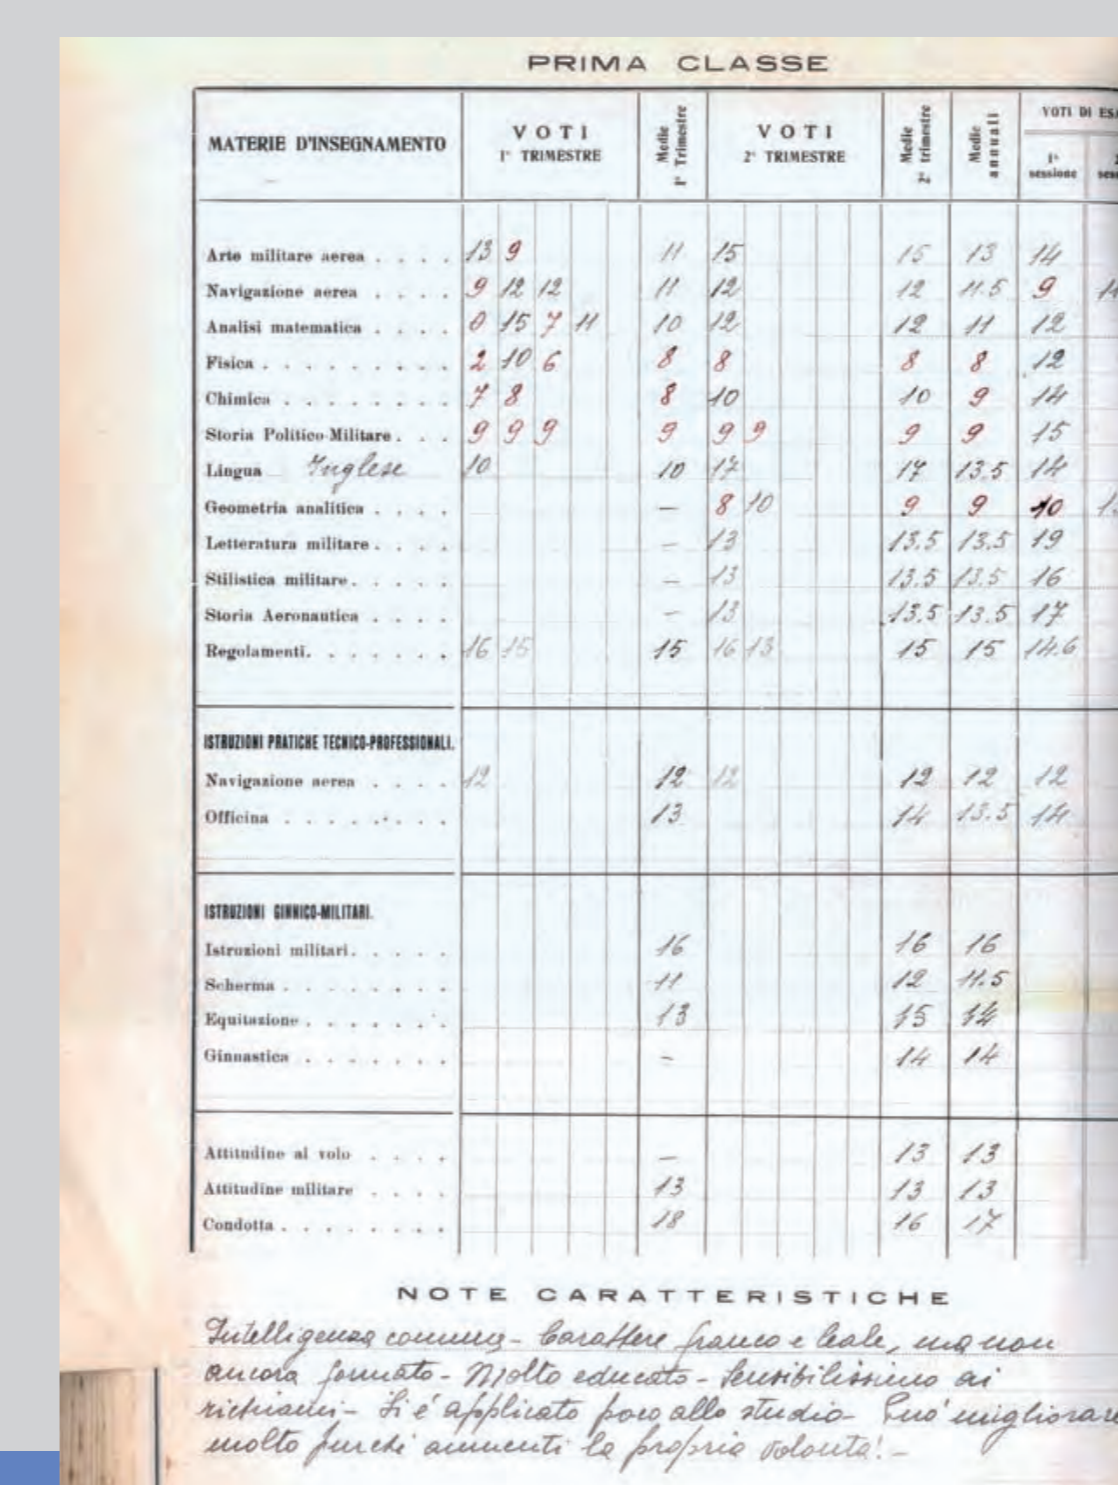 PRIMA CLASSE
MATERIE D'INSEGNAMENTO VOTI 1° TRIMESTRE Medie 1° Trimestre VOTI 2° TRIMESTRE Medie 2° trimestre Medie annuali VOTI DI ESA 1ª sessione sess
Arte militare aerea . . . . 13 9 11 15 15 13 14
Navigazione aerea . . . . 9 12 12 11 12 12 11.5 9
Analisi matematica . . . . 0 15 7 11 10 12 12 11 12
Fisica . . . . . . . . . 2 10 6 8 8 8 8 12
Chimica . . . . . . . . 7 8 8 10 10 9 14
Storia Politico-Militare . . . 9 9 9 9 9 9 9 9 15
Lingua Inglese 10 10 17 17 13.5 14
Geometria analitica . . . . — 8 10 9 9 10
Letteratura militare . . . . — 13 13.5 13.5 19
Stilistica militare . . . . . — 13 13.5 13.5 16
Storia Aeronautica . . . . — 13 13.5 13.5 17
Regolamenti . . . . . . . 16 15 15 16 13 15 15 14.6
ISTRUZIONI PRATICHE TECNICO-PROFESSIONALI.
Navigazione aerea . . . . 12 12 12 12 12 12
Officina . . . . . . . . 13 14 13.5 14
ISTRUZIONI GINNICO-MILITARI.
Istruzioni militari . . . . . 16 16 16
Scherma . . . . . . . . 11 12 11.5
Equitazione . . . . . . . 13 15 14
Ginnastica . . . . . . . — 14 14
Attitudine al volo . . . . — 13 13
Attitudine militare . . . . 13 13 13
Condotta . . . . . . . . 18 16 17
NOTE CARATTERISTICHE
Intelligenza comune - Carattere franco e leale, ma non
ancora formato - Molto educato - Sensibilissimo ai
richiami - Si è applicato poco allo studio - Può migliorare
molto purché aumenti la propria volontà! -